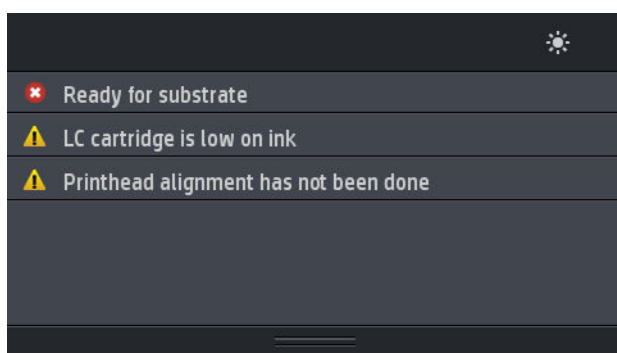 Ready for substrate
LC cartridge is low on ink
Printhead alignment has not been done